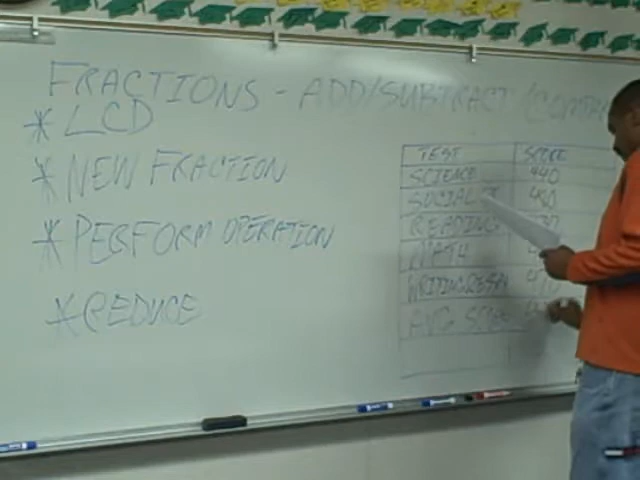 FRACTIONS - ADD/SUBTRACT/
* LCD
* NEW FRACTION
* PERFORM OPERATION
* REDUCE
TEST SCORE
SCIENCE 440
SOCIAL
READING
MATH
WRITING
AVG. SCORE